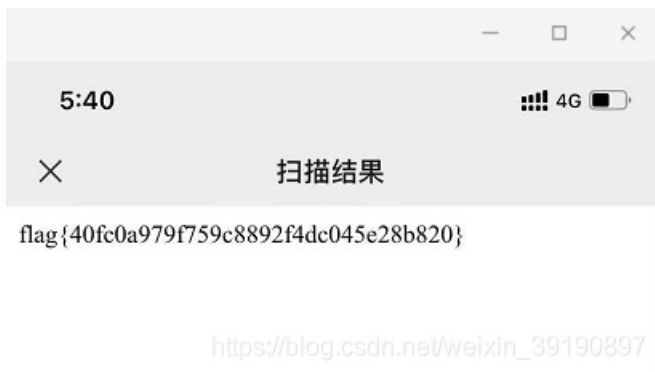 5:40
4G
扫描结果
flag{40fc0a979f759c8892f4dc045e28b820}
https://blog.csdn.net/weixin_39190897